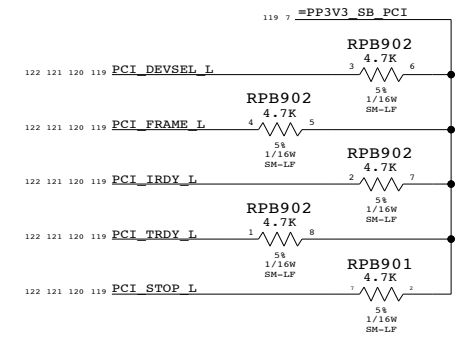 119 7 =PP3V3_SB_PCI
RPB902
4.7K
122 121 120 119 PCI_DEVSEL_L 3 6
5%
1/16W
SM-LF
RPB902
4.7K
122 121 120 119 PCI_FRAME_L 4 5
5%
1/16W
SM-LF
RPB902
4.7K
122 121 120 119 PCI_IRDY_L 2 7
5%
1/16W
SM-LF
RPB902
4.7K
122 121 120 119 PCI_TRDY_L 1 8
5%
1/16W
SM-LF
RPB901
4.7K
122 121 120 119 PCI_STOP_L 7 2
5%
1/16W
SM-LF